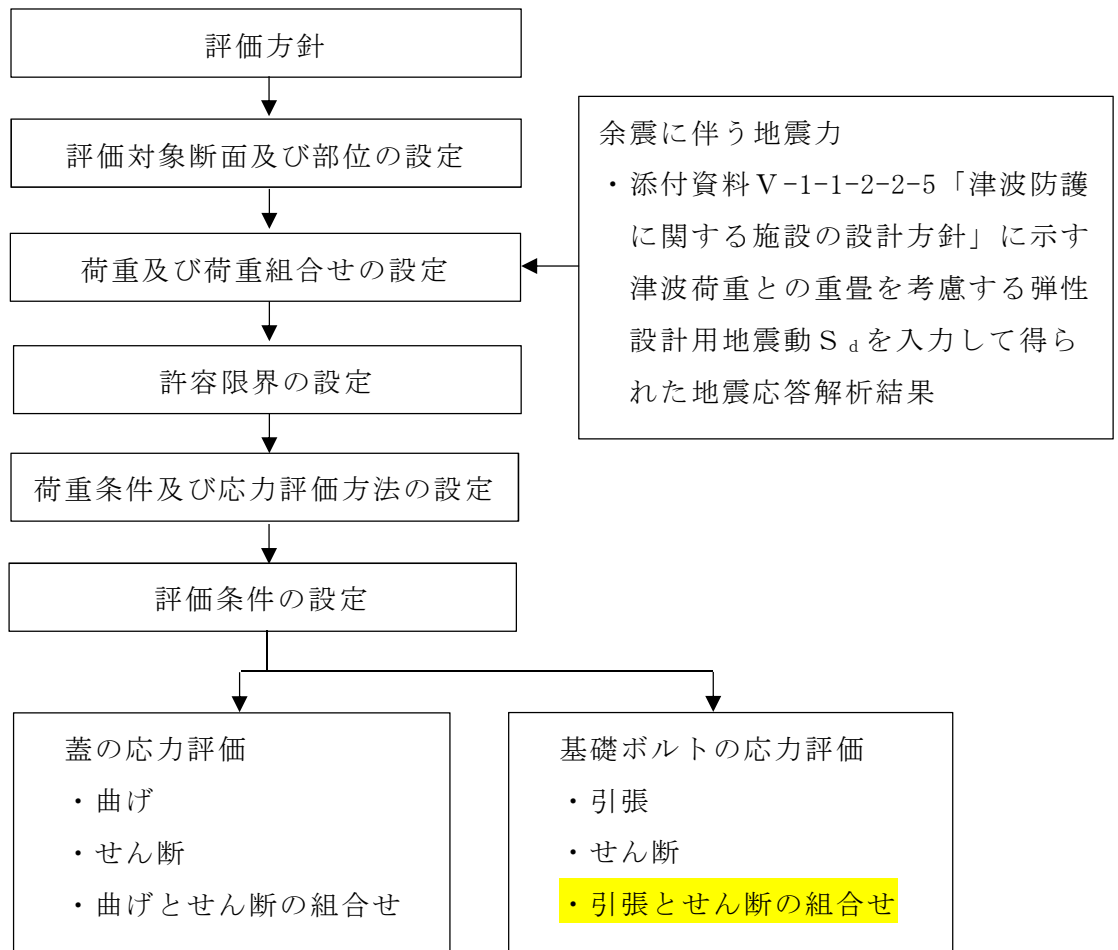 評価方針
評価対象断面及び部位の設定
荷重及び荷重組合せの設定
許容限界の設定
荷重条件及び応力評価方法の設定
評価条件の設定
余震に伴う地震力
・添付資料Ⅴ-1-1-2-2-5「津波防護
に関する施設の設計方針」に示す
津波荷重との重畳を考慮する弾性
設計用地震動Ｓdを入力して得ら
れた地震応答解析結果
蓋の応力評価
・曲げ
・せん断
・曲げとせん断の組合せ
基礎ボルトの応力評価
・引張
・せん断
・引張とせん断の組合せ